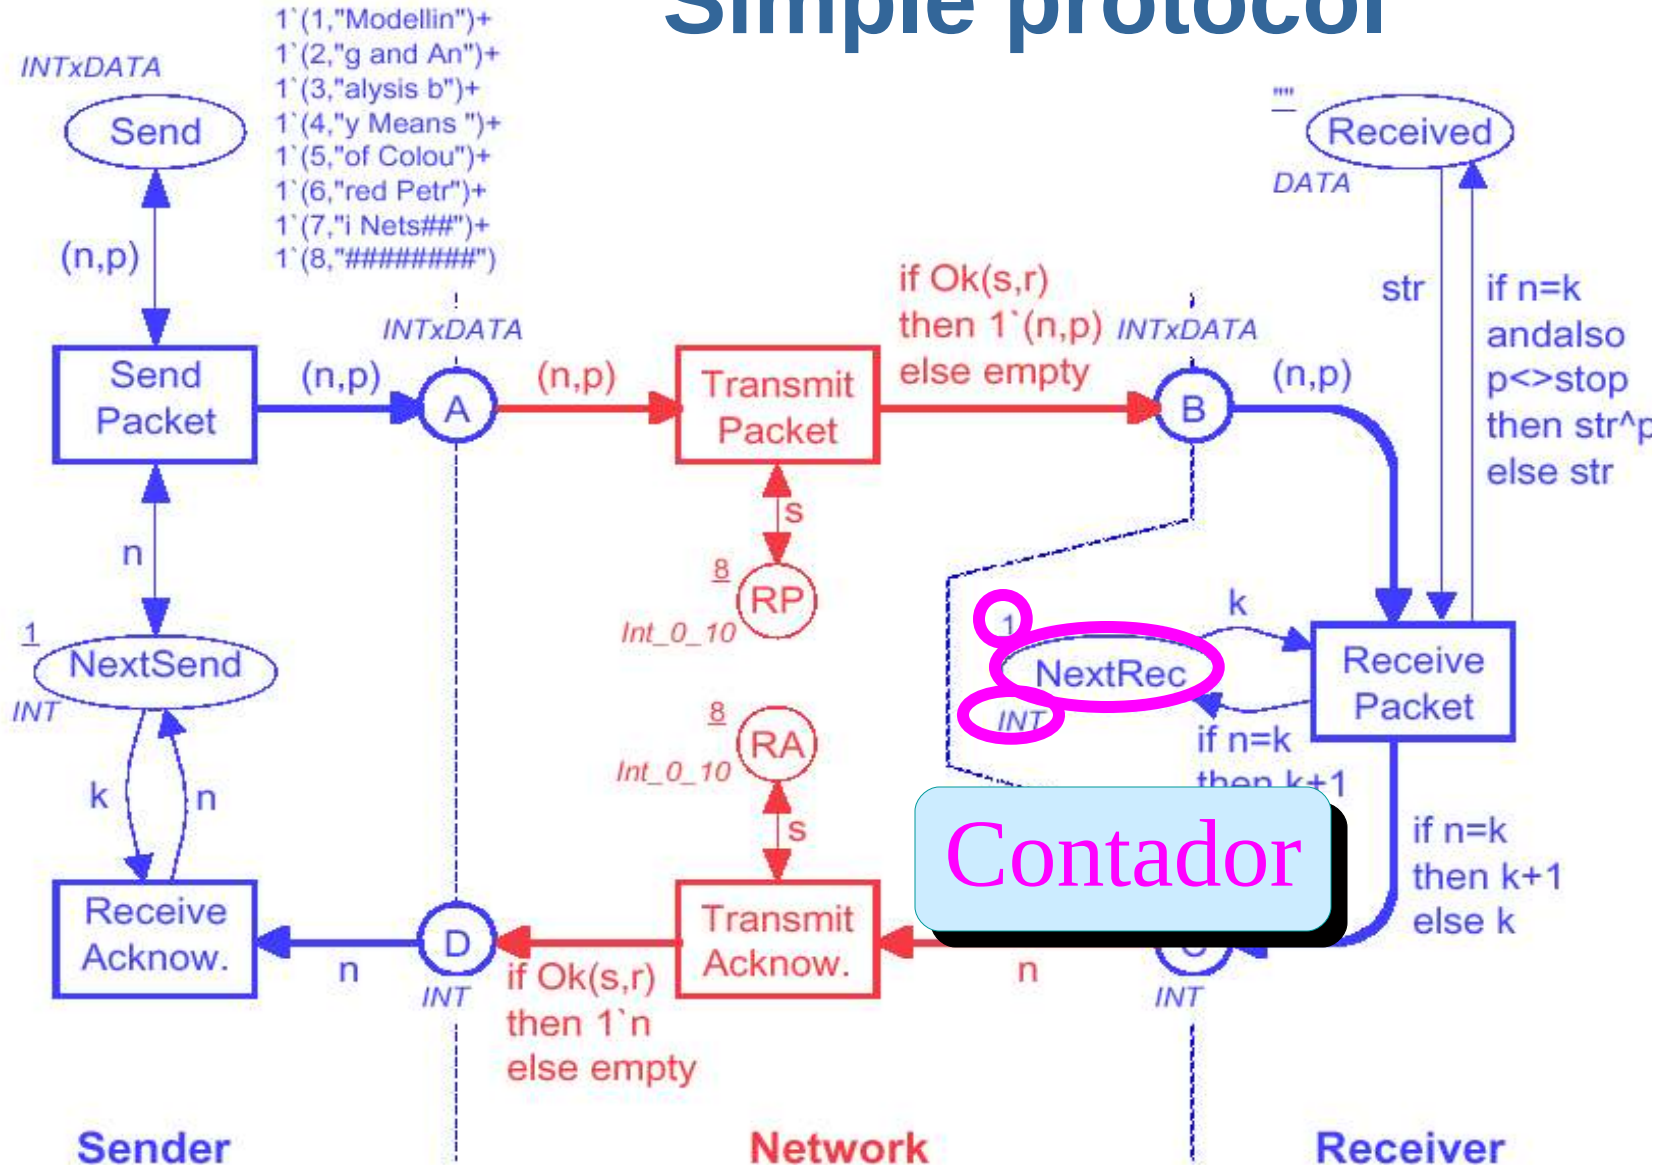 Simple protocol
1`(1,"Modellin")+
1`(2,"g and An")+
1`(3,"alysis b")+
1`(4,"y Means ")+
1`(5,"of Colou")+
1`(6,"red Petr")+
1`(7,"i Nets##")+
1`(8,"########")
INTxDATA
Send
""
Received
DATA
(n,p)
str
if n=k
andalso
p<>stop
then str^p
else str
if Ok(s,r)
then 1`(n,p)
else empty
INTxDATA
INTxDATA
Send
Packet
(n,p)
A
(n,p)
Transmit
Packet
B
(n,p)
n
s
8
RP
Int_0_10
1
NextSend
INT
1
NextRec
INT
k
Receive
Packet
if n=k
then k+1
8
RA
Int_0_10
k
n
s
Contador
if n=k
then k+1
else k
Receive
Acknow.
n
D
INT
if Ok(s,r)
then 1`n
else empty
Transmit
Acknow.
n
INT
Sender
Network
Receiver